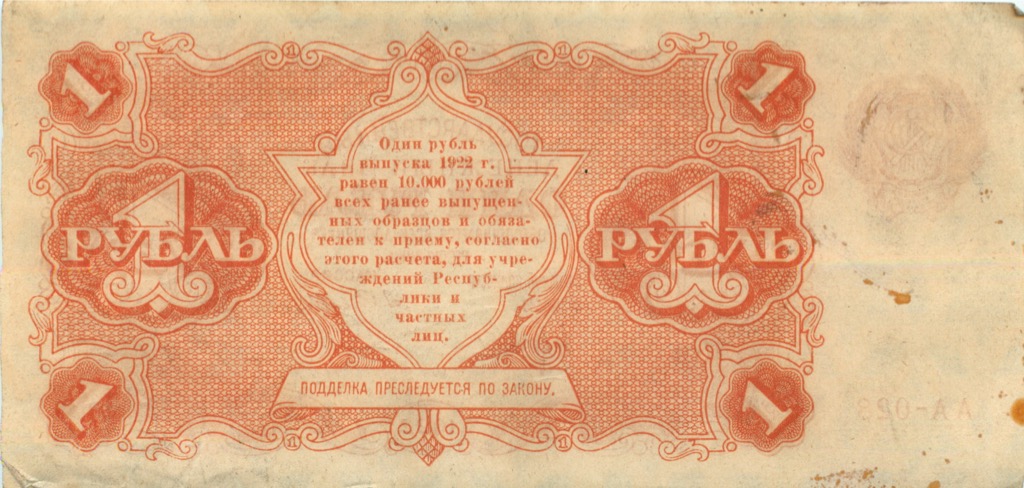 1
1
Один рубль
выпуска 1922 г.
равен 10.000 рублей
всех ранее выпущен-
ных образцов и обяза-
телен к приему, согласно
этого расчета, для учре-
ждений Респуб-
лики и
частных
лиц.
1
РУБЛЬ
1
РУБЛЬ
ПОДДЕЛКА ПРЕСЛЕДУЕТСЯ ПО ЗАКОНУ.
1
1
АА-023